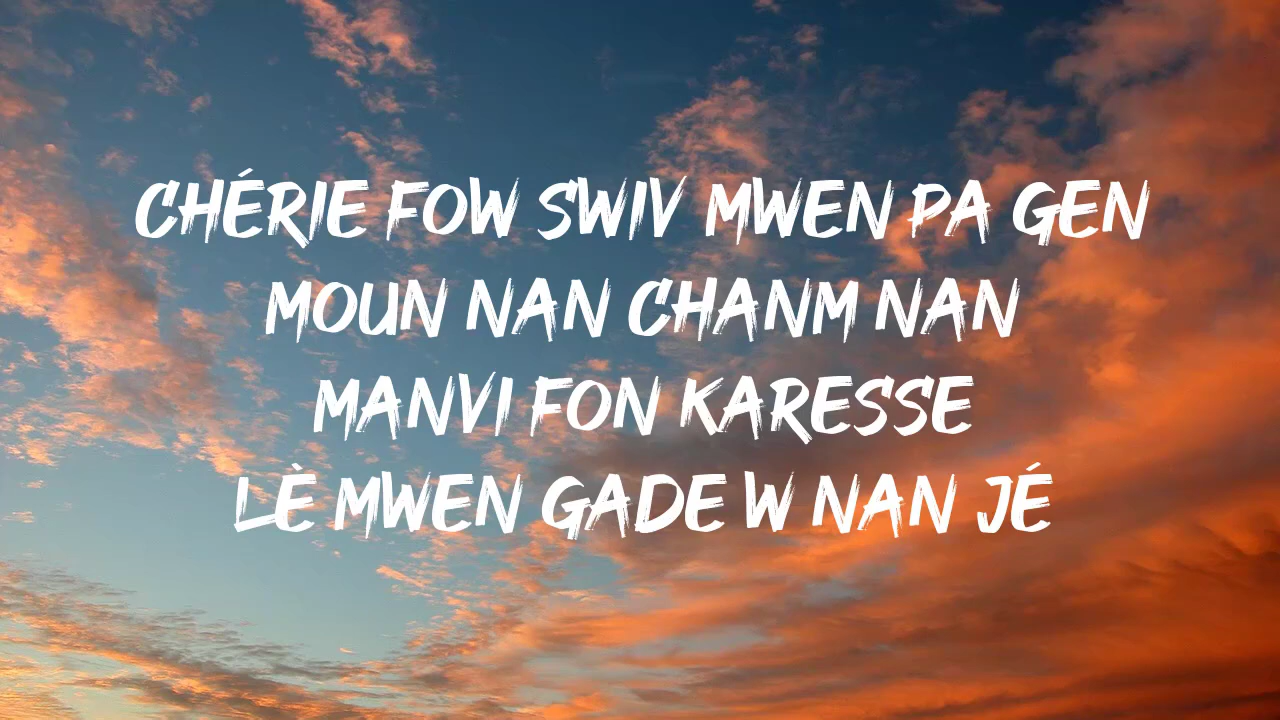 CHÉRIE FOW SWIV MWEN PA GEN
MOUN NAN CHANM NAN
MANVI FON KARESSE
LÈ MWEN GADE W NAN JÉ